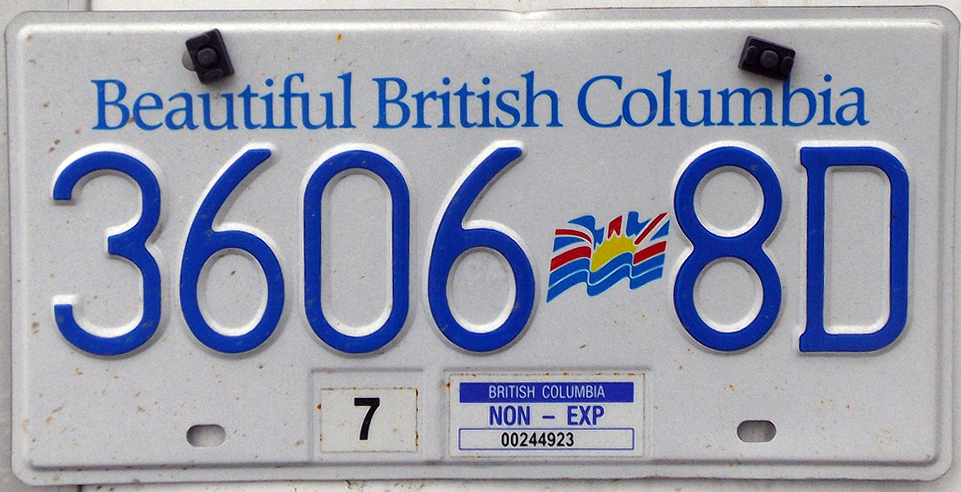 Beautiful British Columbia
3606 8D
7
BRITISH COLUMBIA
NON - EXP
00244923